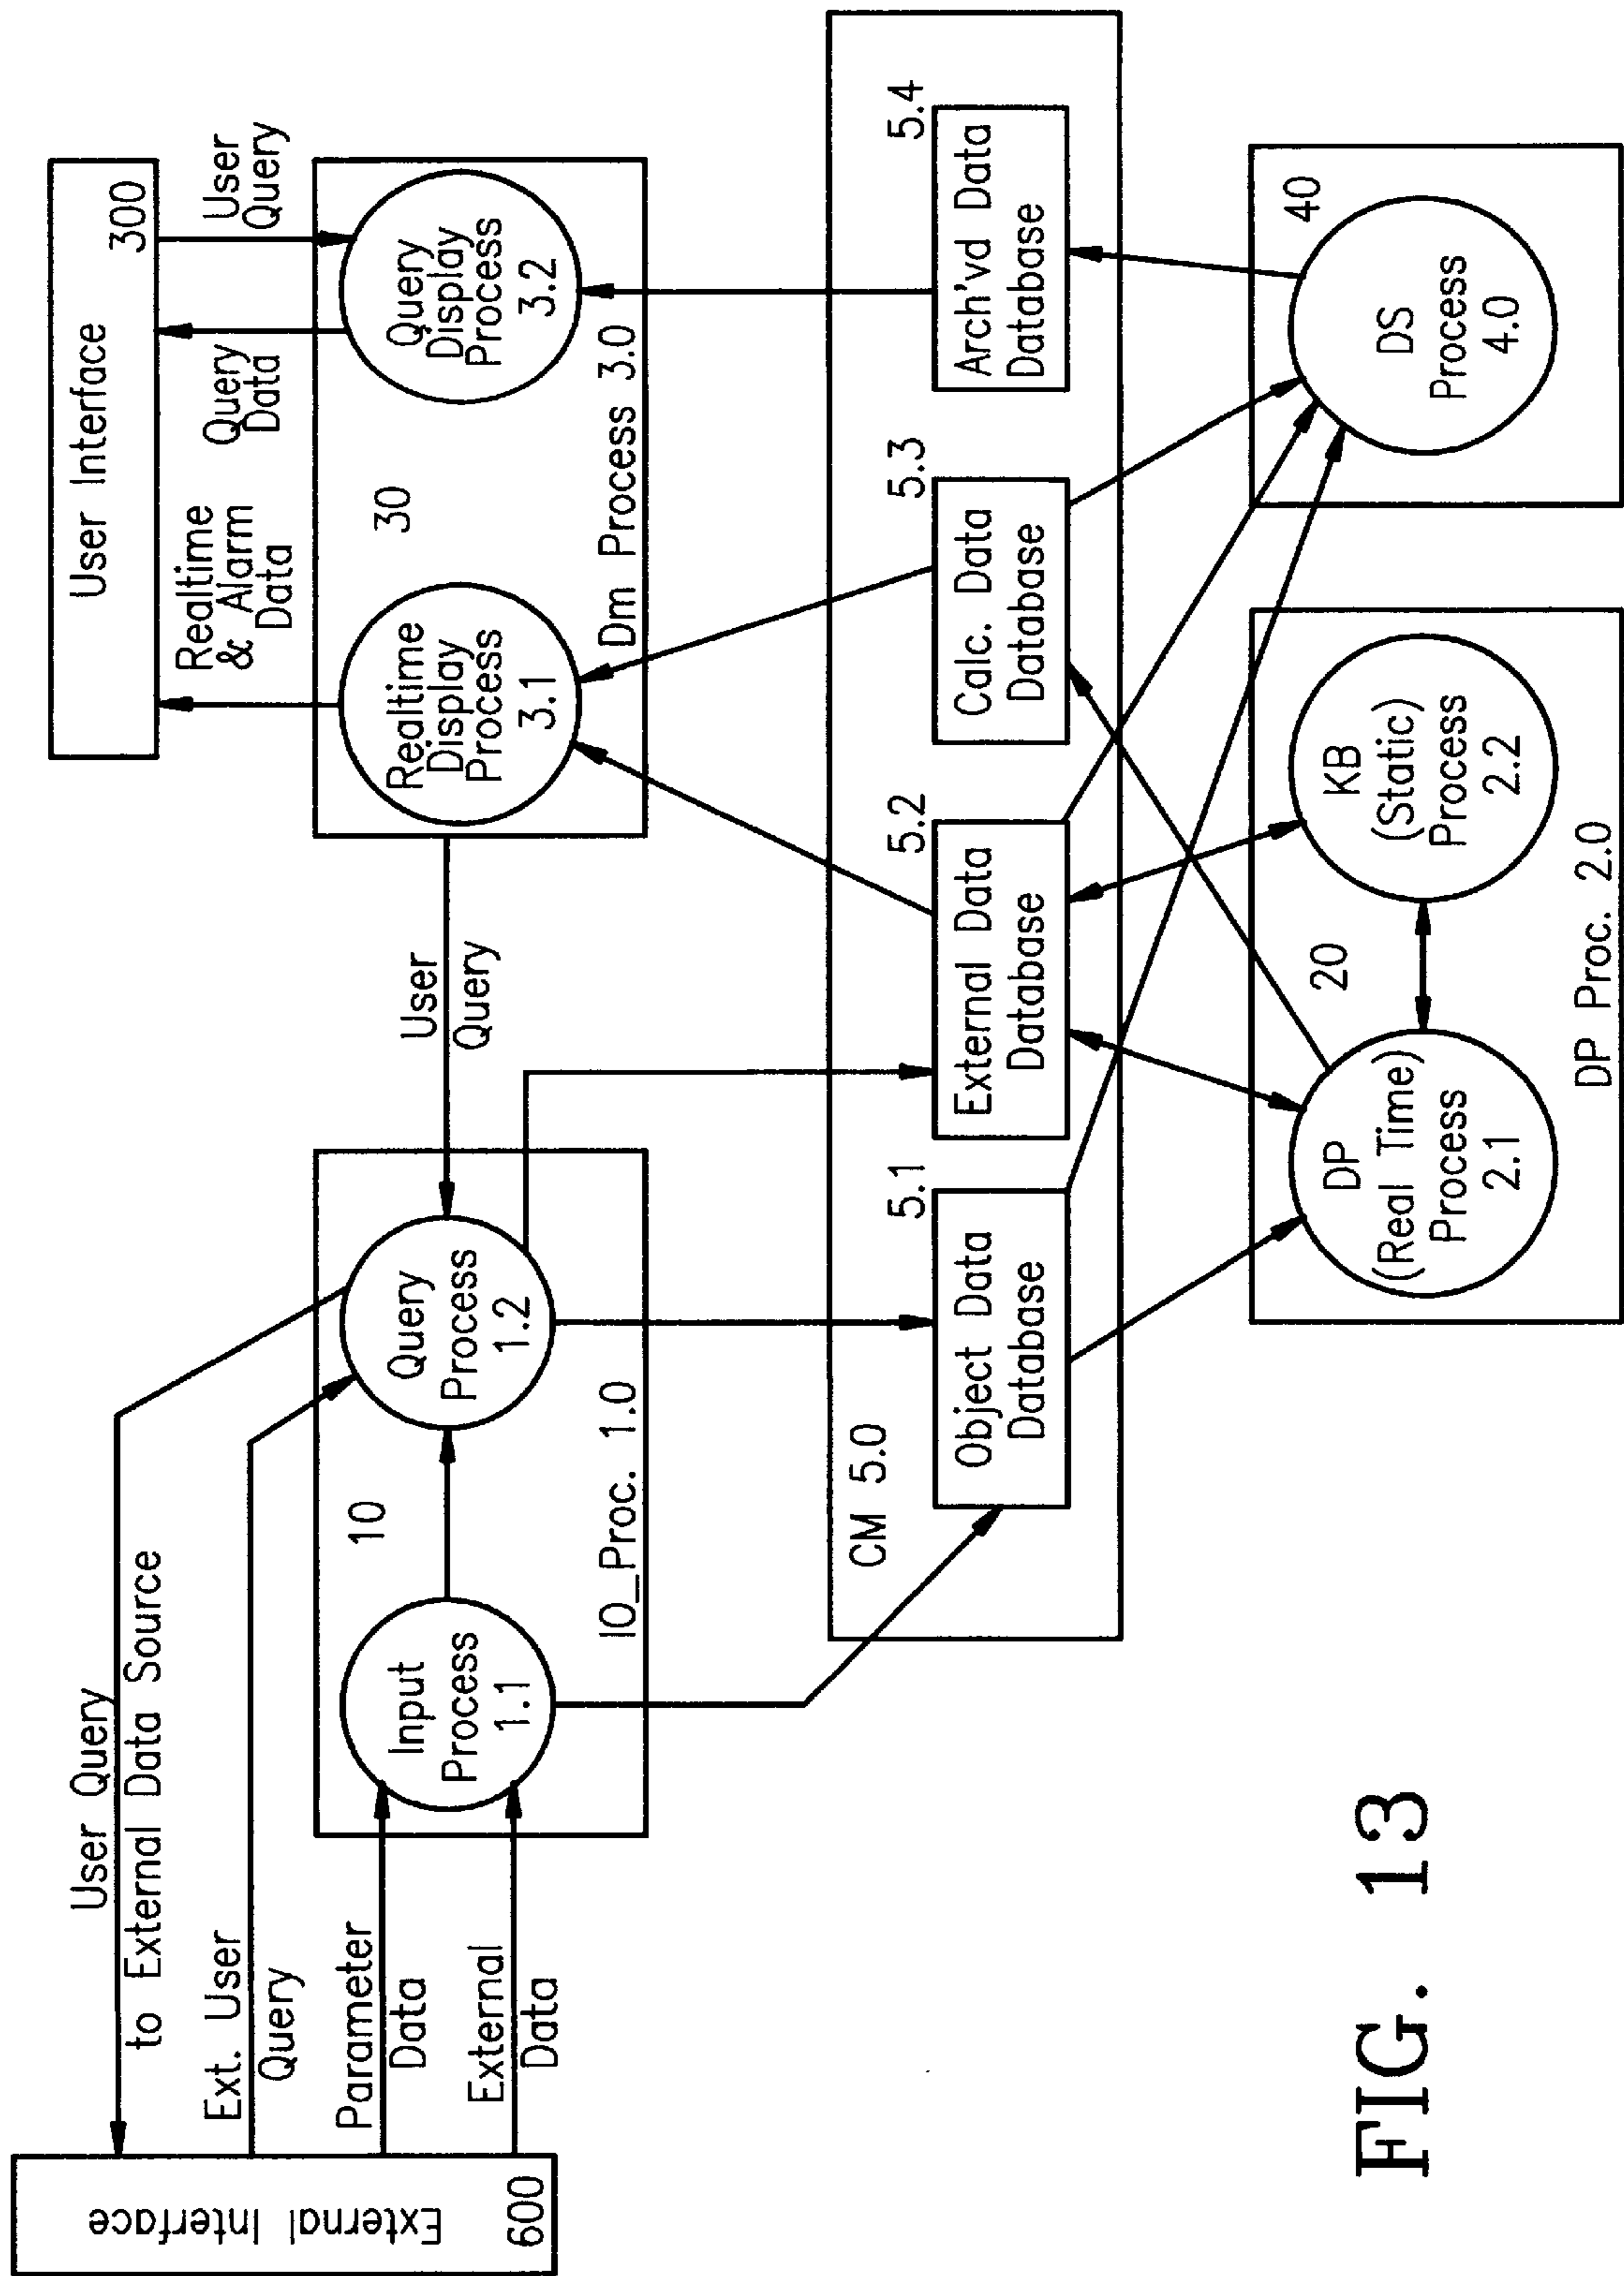 User Interface
300
Realtime
& Alarm
Data
Query
Data
User
Query
User Query
to External Data Source
Ext. User
Query
Parameter
Data
External
Data
External Interface
600
Input
Process
1.1
10
Query
Process
1.2
IO_Proc. 1.0
User
Query
Realtime
Display
Process
3.1
30
Query
Display
Process
3.2
Dm Process 3.0
CM 5.0
5.1
Object Data
Database
5.2
External Data
Database
5.3
Calc. Data
Database
5.4
Arch'vd Data
Database
DP
(Real Time)
Process
2.1
20
KB
(Static)
Process
2.2
DP Proc. 2.0
40
DS
Process
4.0
FIG. 13